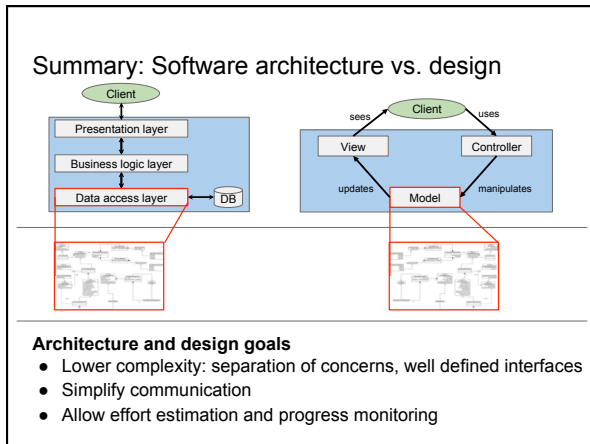 Summary: Software architecture vs. design
Client
Presentation layer
Business logic layer
Data access layer
DB
sees
Client
uses
View
Controller
updates
Model
manipulates
Architecture and design goals
● Lower complexity: separation of concerns, well defined interfaces
● Simplify communication
● Allow effort estimation and progress monitoring